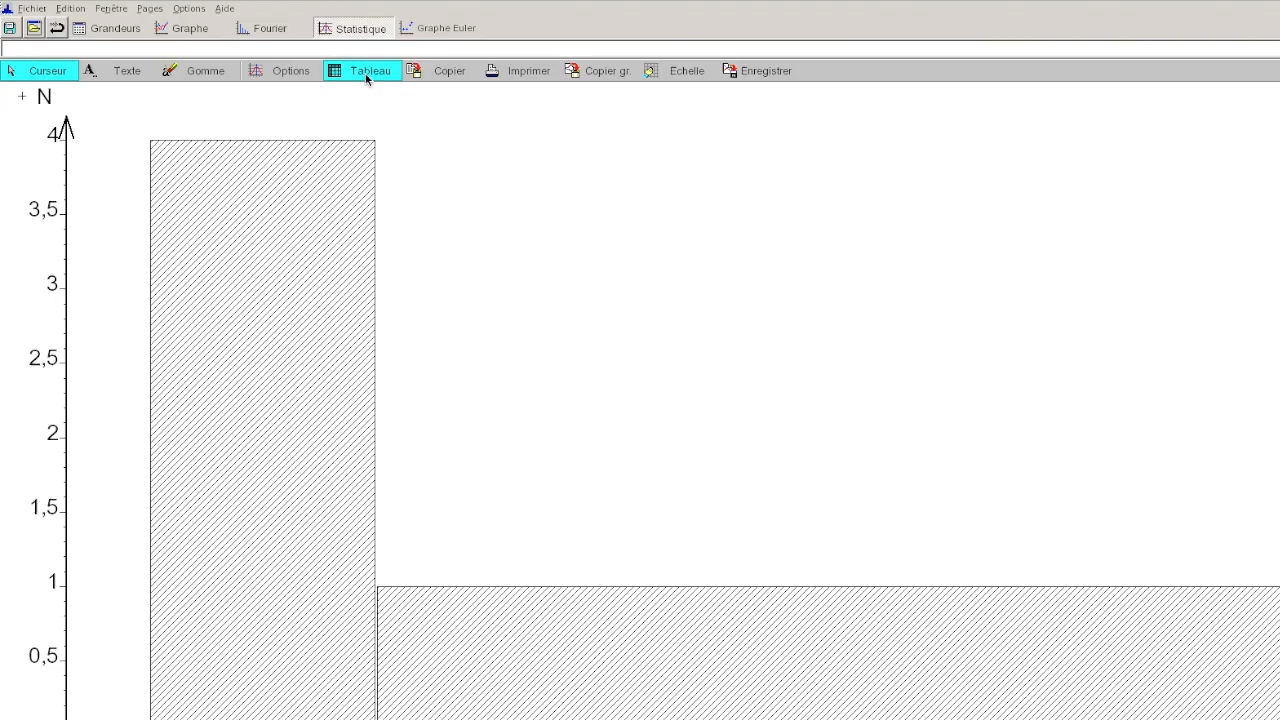 Fichier Edition Fenêtre Pages Options Aide
Grandeurs Graphe Fourier Statistique Graphe Euler
Curseur A.. Texte Gomme Options Tableau Copier Imprimer Copier gr. Echelle Enregistrer
+ N
4
3,5
3
2,5
2
1,5
1
0,5